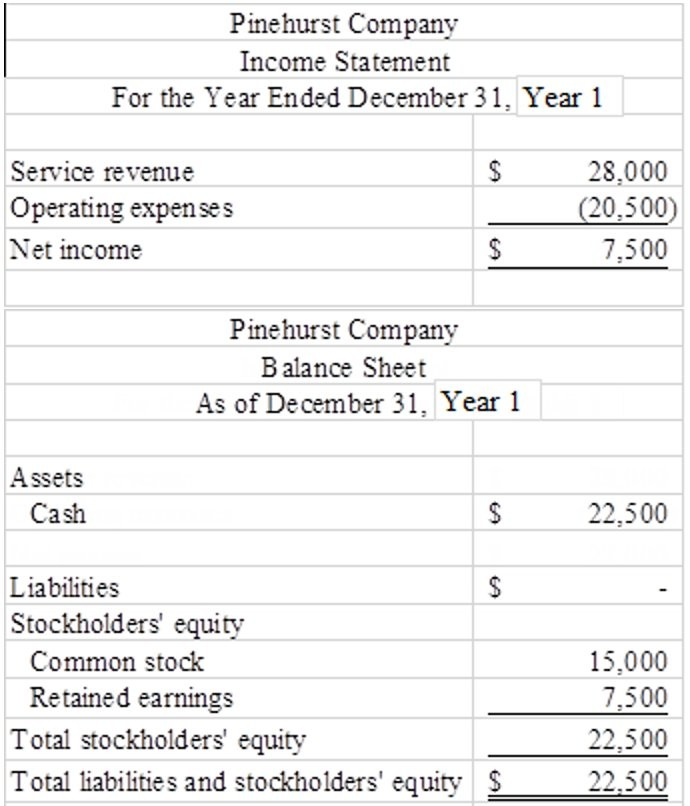 Pinehurst Company
Income Statement
For the Year Ended December 31, Year 1
Service revenue $ 28,000
Operating expenses (20,500)
Net income $ 7,500
Pinehurst Company
Balance Sheet
As of December 31, Year 1
Assets
Cash $ 22,500
Liabilities $ -
Stockholders' equity
Common stock 15,000
Retained earnings 7,500
Total stockholders' equity 22,500
Total liabilities and stockholders' equity $ 22,500